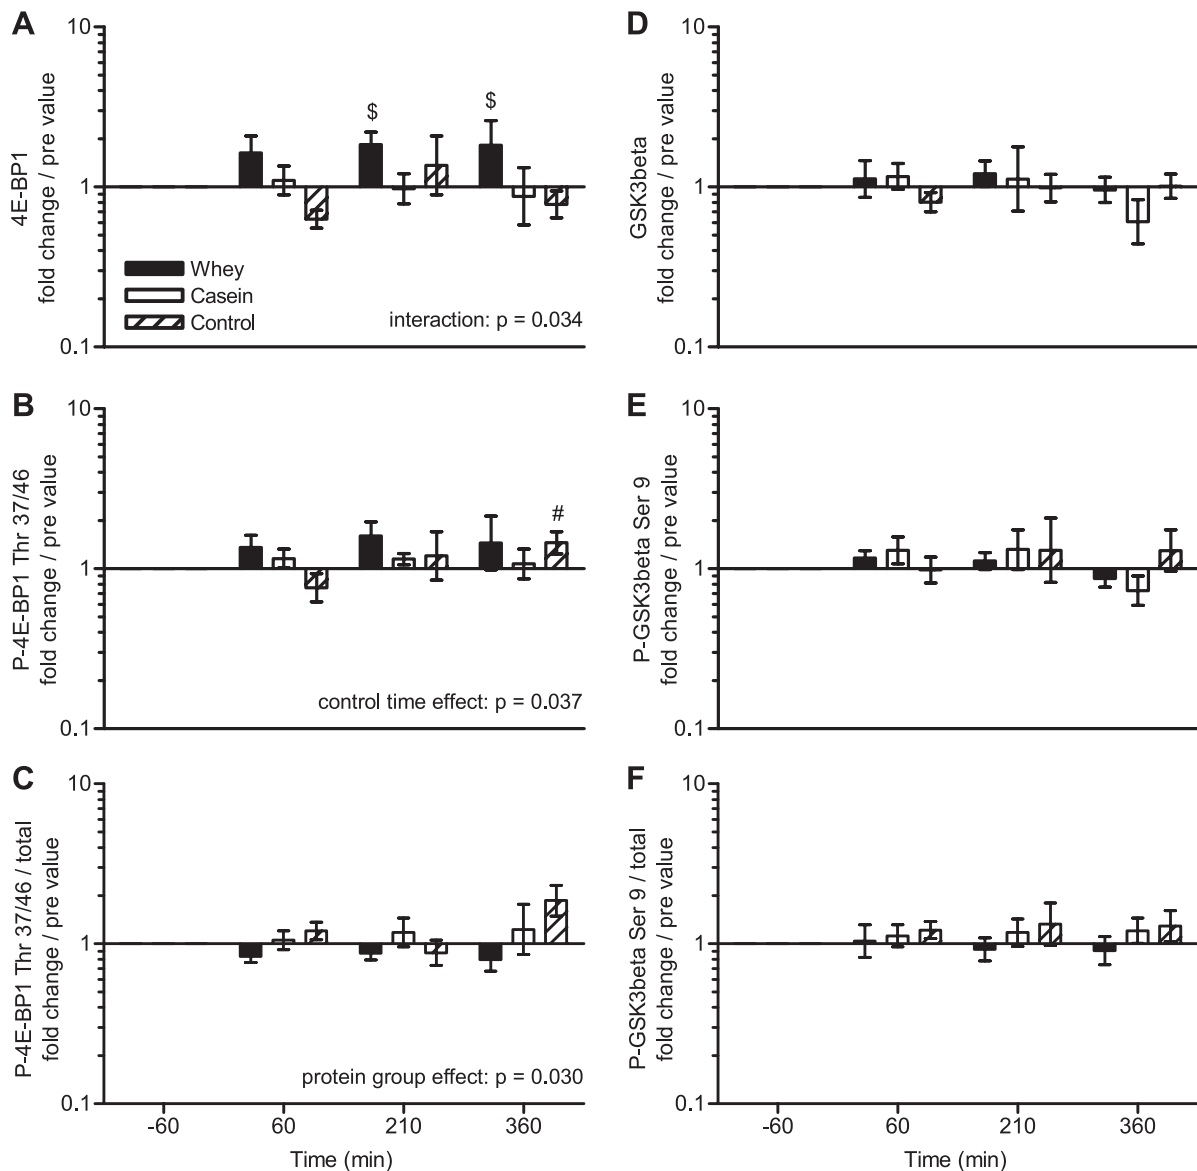 A
10
1
0.1
4E-BP1
fold change / pre value
$
$
Whey
Casein
Control
interaction: p = 0.034
D
10
1
0.1
GSK3beta
fold change / pre value
B
10
1
0.1
P-4E-BP1 Thr 37/46
fold change / pre value
#
control time effect: p = 0.037
E
10
1
0.1
P-GSK3beta Ser 9
fold change / pre value
C
10
1
0.1
P-4E-BP1 Thr 37/46 / total
fold change / pre value
protein group effect: p = 0.030
-60
60
210
360
Time (min)
F
10
1
0.1
P-GSK3beta Ser 9 / total
fold change / pre value
-60
60
210
360
Time (min)